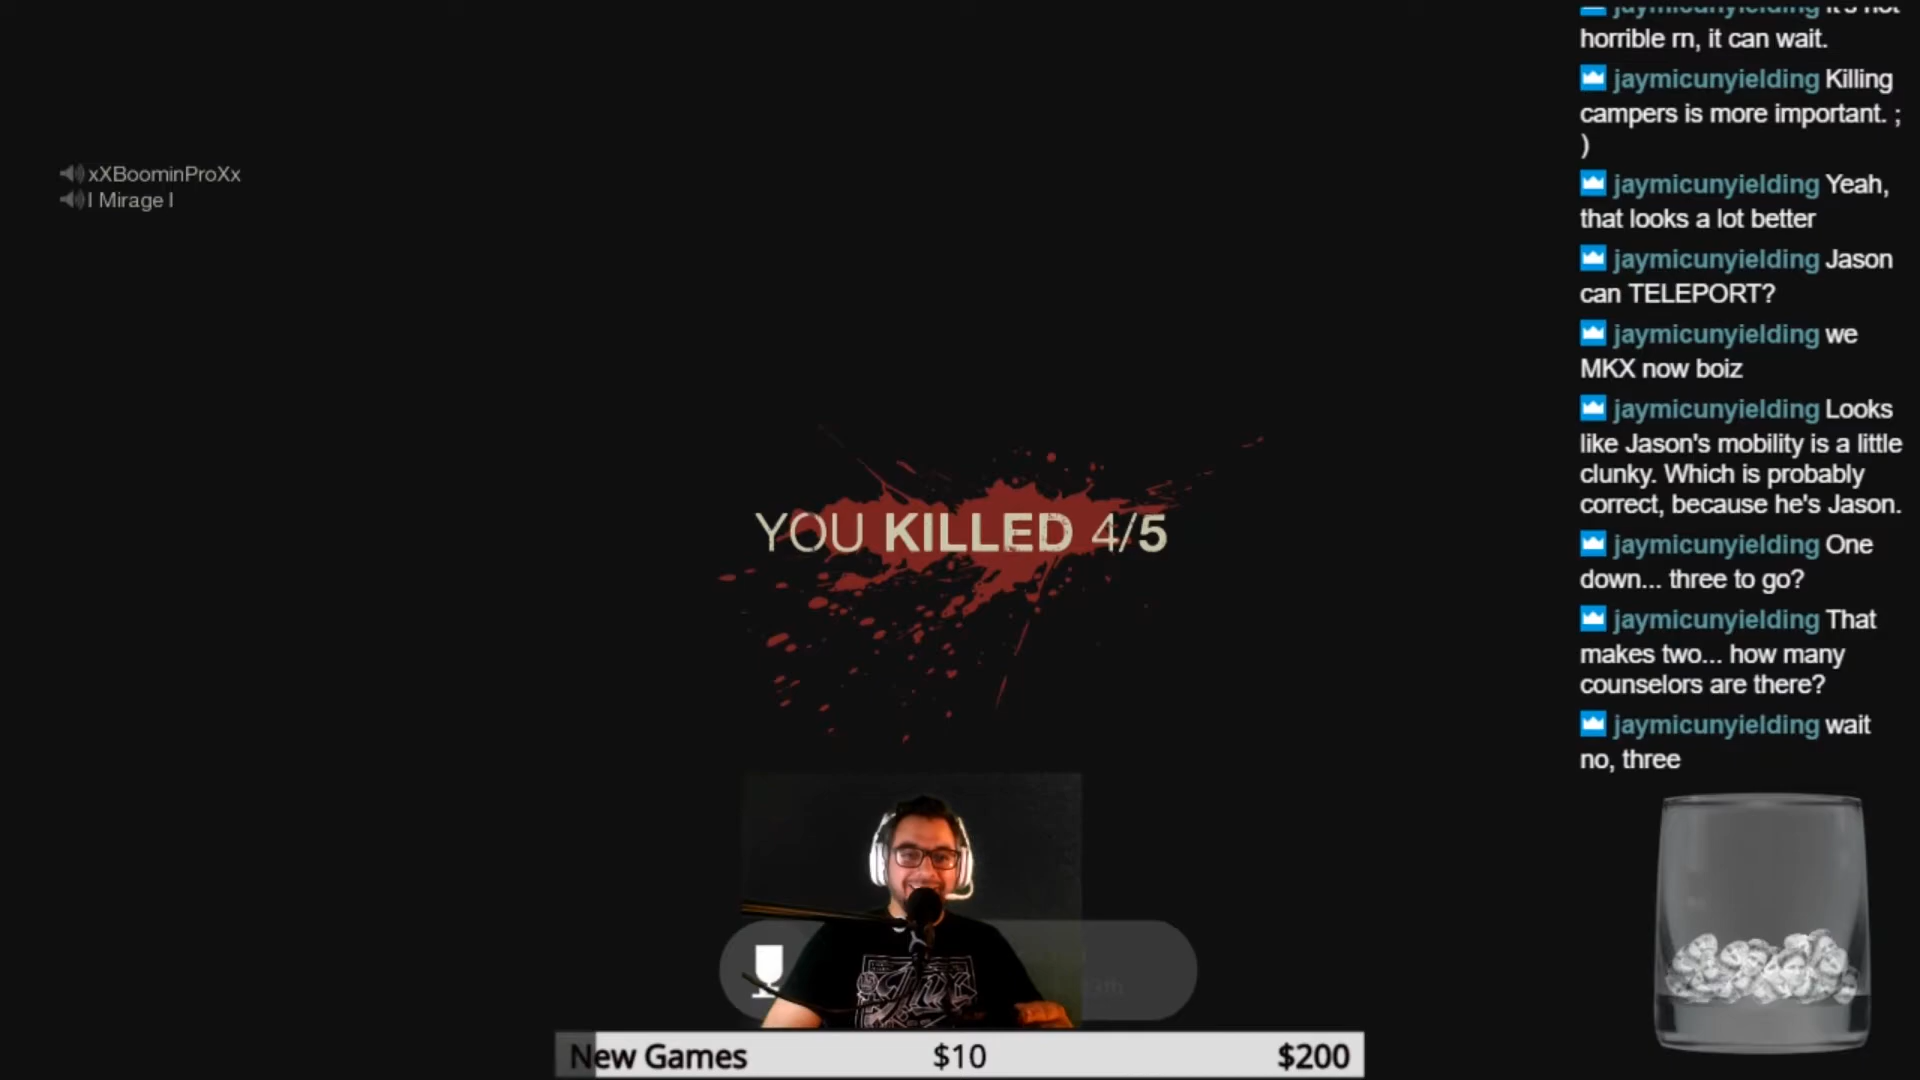 jaymicunyielding It's not
horrible rn, it can wait.
jaymicunyielding Killing
campers is more important. ;
)
jaymicunyielding Yeah,
that looks a lot better
jaymicunyielding Jason
can TELEPORT?
jaymicunyielding we
MKX now boiz
jaymicunyielding Looks
like Jason's mobility is a little
clunky. Which is probably
correct, because he's Jason.
jaymicunyielding One
down... three to go?
jaymicunyielding That
makes two... how many
counselors are there?
jaymicunyielding wait
no, three
xXBoominProXx
I Mirage I
YOU KILLED 4/5
New Games $10 $200